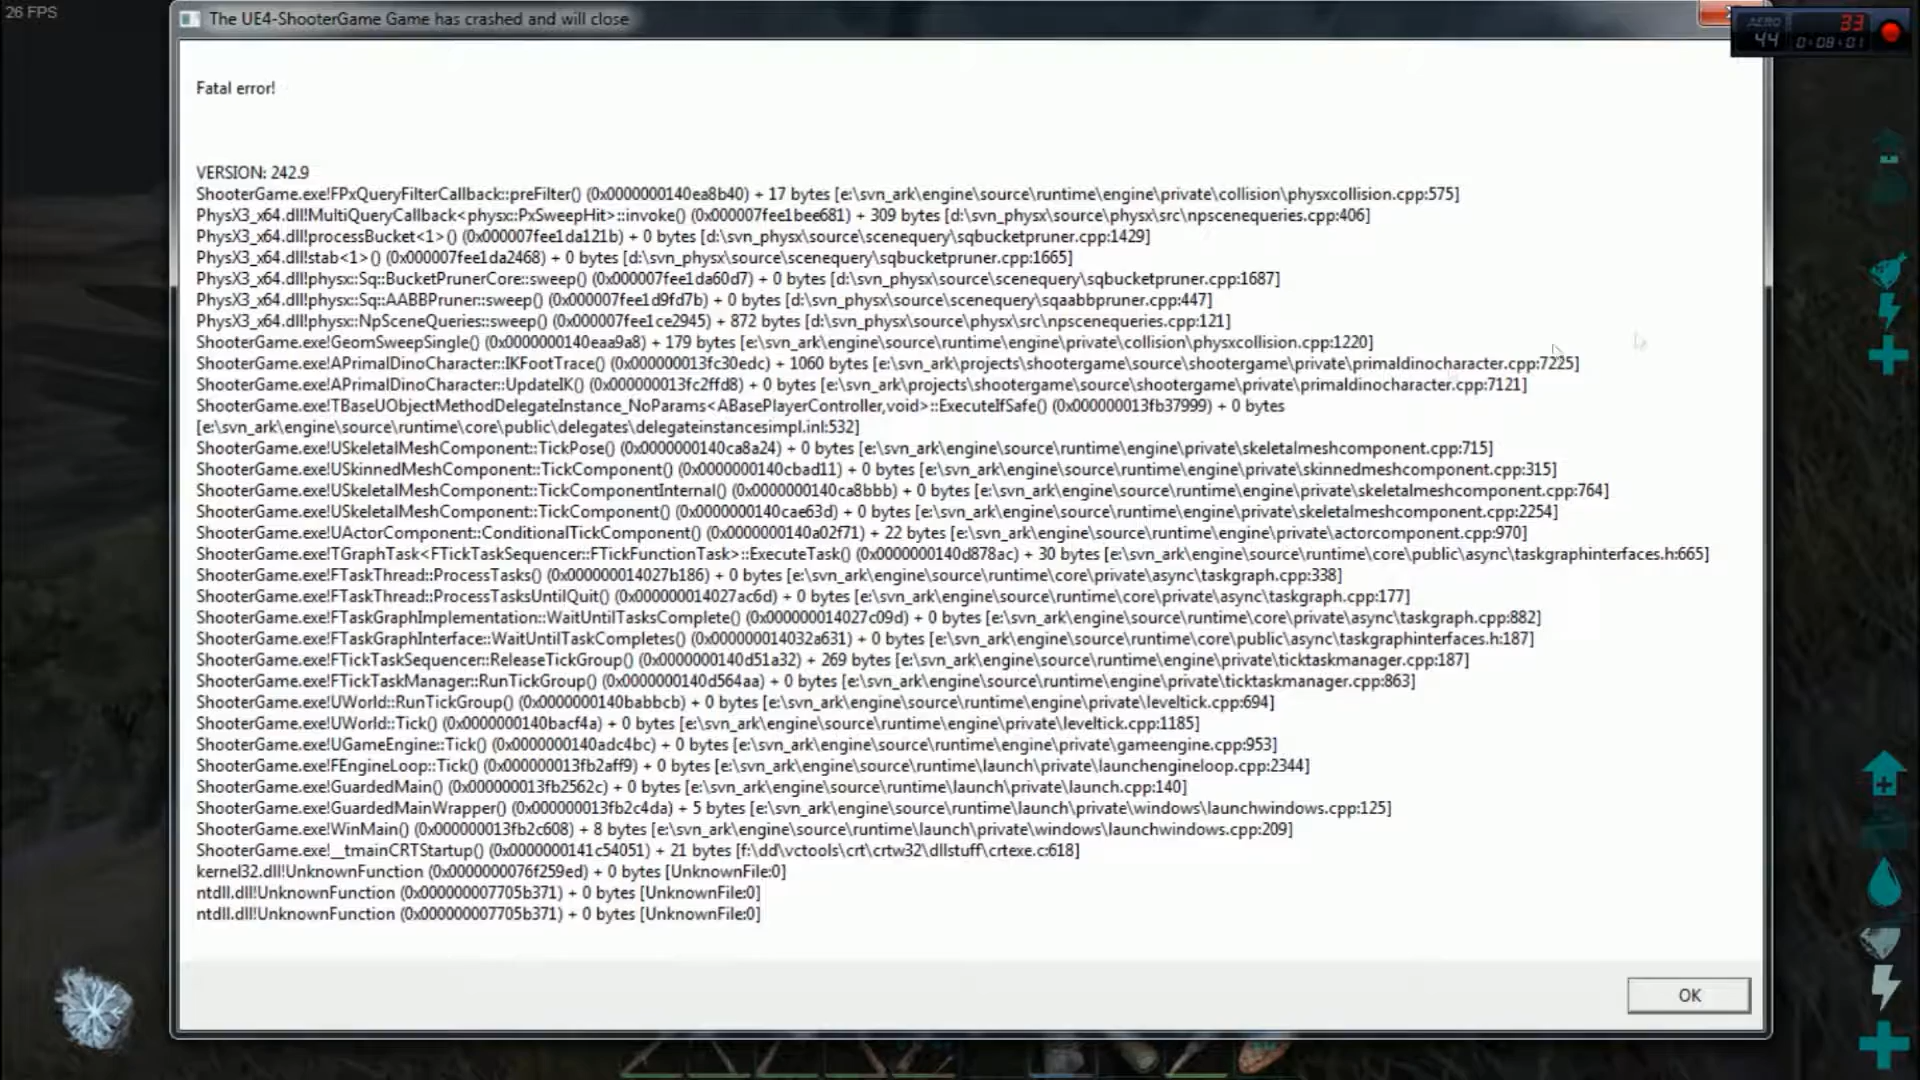 26 FPS
The UE4-ShooterGame Game has crashed and will close
AERO
33
44
0:08:01
Fatal error!
VERSION: 242.9
ShooterGame.exe!FPxQueryFilterCallback::preFilter() (0x0000000140ea8b40) + 17 bytes [e:\svn_ark\engine\source\runtime\engine\private\collision\physxcollision.cpp:575]
PhysX3_x64.dll!MultiQueryCallback<physx::PxSweepHit>::invoke() (0x000007fee1bee681) + 309 bytes [d:\svn_physx\source\physx\src\npscenequeries.cpp:406]
PhysX3_x64.dll!processBucket<1>() (0x000007fee1da121b) + 0 bytes [d:\svn_physx\source\scenequery\sqbucketpruner.cpp:1429]
PhysX3_x64.dll!stab<1>() (0x000007fee1da2468) + 0 bytes [d:\svn_physx\source\scenequery\sqbucketpruner.cpp:1665]
PhysX3_x64.dll!physx::Sq::BucketPrunerCore::sweep() (0x000007fee1da60d7) + 0 bytes [d:\svn_physx\source\scenequery\sqbucketpruner.cpp:1687]
PhysX3_x64.dll!physx::Sq::AABBPruner::sweep() (0x000007fee1d9fd7b) + 0 bytes [d:\svn_physx\source\scenequery\sqaabbpruner.cpp:447]
PhysX3_x64.dll!physx::NpSceneQueries::sweep() (0x000007fee1ce2945) + 872 bytes [d:\svn_physx\source\physx\src\npscenequeries.cpp:121]
ShooterGame.exe!GeomSweepSingle() (0x0000000140eaa9a8) + 179 bytes [e:\svn_ark\engine\source\runtime\engine\private\collision\physxcollision.cpp:1220]
ShooterGame.exe!APrimalDinoCharacter::IKFootTrace() (0x000000013fc30edc) + 1060 bytes [e:\svn_ark\projects\shootergame\source\shootergame\private\primaldinocharacter.cpp:7225]
ShooterGame.exe!APrimalDinoCharacter::UpdateIK() (0x000000013fc2ffd8) + 0 bytes [e:\svn_ark\projects\shootergame\source\shootergame\private\primaldinocharacter.cpp:7121]
ShooterGame.exe!TBaseUObjectMethodDelegateInstance_NoParams<ABasePlayerController,void>::ExecuteIfSafe() (0x000000013fb37999) + 0 bytes
[e:\svn_ark\engine\source\runtime\core\public\delegates\delegateinstancesimpl.inl:532]
ShooterGame.exe!USkeletalMeshComponent::TickPose() (0x0000000140ca8a24) + 0 bytes [e:\svn_ark\engine\source\runtime\engine\private\skeletalmeshcomponent.cpp:715]
ShooterGame.exe!USkinnedMeshComponent::TickComponent() (0x0000000140cbad11) + 0 bytes [e:\svn_ark\engine\source\runtime\engine\private\skinnedmeshcomponent.cpp:315]
ShooterGame.exe!USkeletalMeshComponent::TickComponentInternal() (0x0000000140ca8bbb) + 0 bytes [e:\svn_ark\engine\source\runtime\engine\private\skeletalmeshcomponent.cpp:764]
ShooterGame.exe!USkeletalMeshComponent::TickComponent() (0x0000000140cae63d) + 0 bytes [e:\svn_ark\engine\source\runtime\engine\private\skeletalmeshcomponent.cpp:2254]
ShooterGame.exe!UActorComponent::ConditionalTickComponent() (0x0000000140a02f71) + 22 bytes [e:\svn_ark\engine\source\runtime\engine\private\actorcomponent.cpp:970]
ShooterGame.exe!TGraphTask<FTickTaskSequencer::FTickFunctionTask>::ExecuteTask() (0x0000000140d878ac) + 30 bytes [e:\svn_ark\engine\source\runtime\core\public\async\taskgraphinterfaces.h:665]
ShooterGame.exe!FTaskThread::ProcessTasks() (0x000000014027b186) + 0 bytes [e:\svn_ark\engine\source\runtime\core\private\async\taskgraph.cpp:338]
ShooterGame.exe!FTaskThread::ProcessTasksUntilQuit() (0x000000014027ac6d) + 0 bytes [e:\svn_ark\engine\source\runtime\core\private\async\taskgraph.cpp:177]
ShooterGame.exe!FTaskGraphImplementation::WaitUntilTasksComplete() (0x000000014027c09d) + 0 bytes [e:\svn_ark\engine\source\runtime\core\private\async\taskgraph.cpp:882]
ShooterGame.exe!FTaskGraphInterface::WaitUntilTaskCompletes() (0x000000014032a631) + 0 bytes [e:\svn_ark\engine\source\runtime\core\public\async\taskgraphinterfaces.h:187]
ShooterGame.exe!FTickTaskSequencer::ReleaseTickGroup() (0x0000000140d51a32) + 269 bytes [e:\svn_ark\engine\source\runtime\engine\private\ticktaskmanager.cpp:187]
ShooterGame.exe!FTickTaskManager::RunTickGroup() (0x0000000140d564aa) + 0 bytes [e:\svn_ark\engine\source\runtime\engine\private\ticktaskmanager.cpp:863]
ShooterGame.exe!UWorld::RunTickGroup() (0x0000000140babbcb) + 0 bytes [e:\svn_ark\engine\source\runtime\engine\private\leveltick.cpp:694]
ShooterGame.exe!UWorld::Tick() (0x0000000140bacf4a) + 0 bytes [e:\svn_ark\engine\source\runtime\engine\private\leveltick.cpp:1185]
ShooterGame.exe!UGameEngine::Tick() (0x0000000140adc4bc) + 0 bytes [e:\svn_ark\engine\source\runtime\engine\private\gameengine.cpp:953]
ShooterGame.exe!FEngineLoop::Tick() (0x000000013fb2aff9) + 0 bytes [e:\svn_ark\engine\source\runtime\launch\private\launchengineloop.cpp:2344]
ShooterGame.exe!GuardedMain() (0x000000013fb2562c) + 0 bytes [e:\svn_ark\engine\source\runtime\launch\private\launch.cpp:140]
ShooterGame.exe!GuardedMainWrapper() (0x000000013fb2c4da) + 5 bytes [e:\svn_ark\engine\source\runtime\launch\private\windows\launchwindows.cpp:125]
ShooterGame.exe!WinMain() (0x000000013fb2c608) + 8 bytes [e:\svn_ark\engine\source\runtime\launch\private\windows\launchwindows.cpp:209]
ShooterGame.exe!__tmainCRTStartup() (0x0000000141c54051) + 21 bytes [f:\dd\vctools\crt\crtw32\dllstuff\crtexe.c:618]
kernel32.dll!UnknownFunction (0x0000000076f259ed) + 0 bytes [UnknownFile:0]
ntdll.dll!UnknownFunction (0x000000007705b371) + 0 bytes [UnknownFile:0]
ntdll.dll!UnknownFunction (0x000000007705b371) + 0 bytes [UnknownFile:0]
OK